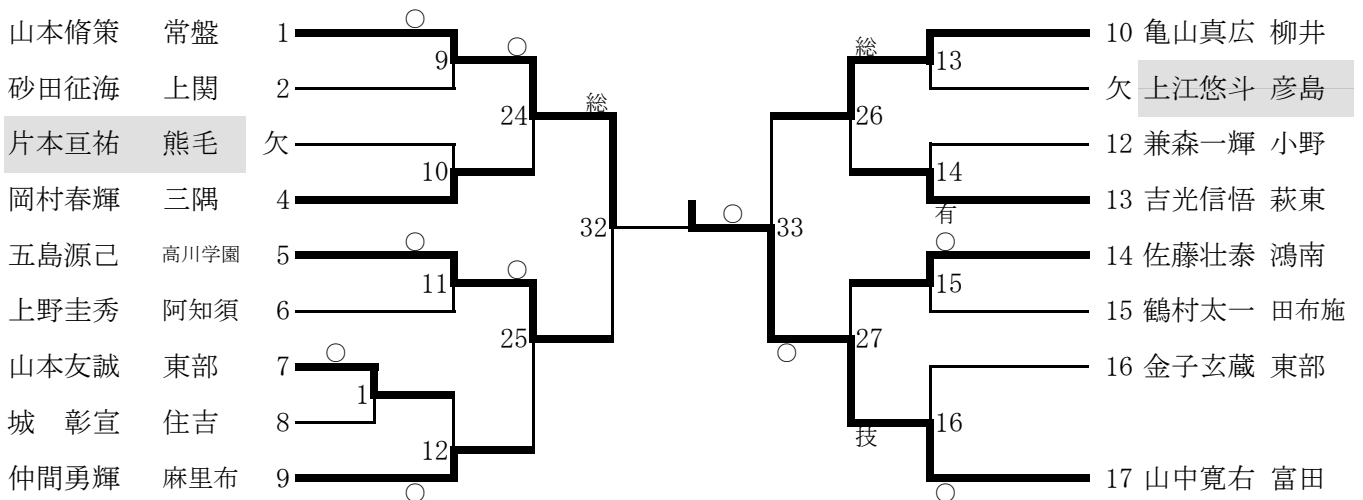 山本脩策 常盤 1 ○
砂田征海 上関 2
片本亘祐 熊毛 欠
岡村春輝 三隅 4
五島源己 高川学園 5 ○
上野圭秀 阿知須 6
山本友誠 東部 7 ○
城 彰宣 住吉 8
仲間勇輝 麻里布 9 ○
9 ○
10
11 ○
1
12
24 総
25
32
○
33
総 26
○ 27
13
14 有
○ 15
技 16 ○
10 亀山真広 柳井
欠 上江悠斗 彦島
12 兼森一輝 小野
13 吉光信悟 萩東
14 佐藤壮泰 鴻南
15 鶴村太一 田布施
16 金子玄蔵 東部
17 山中寛右 富田